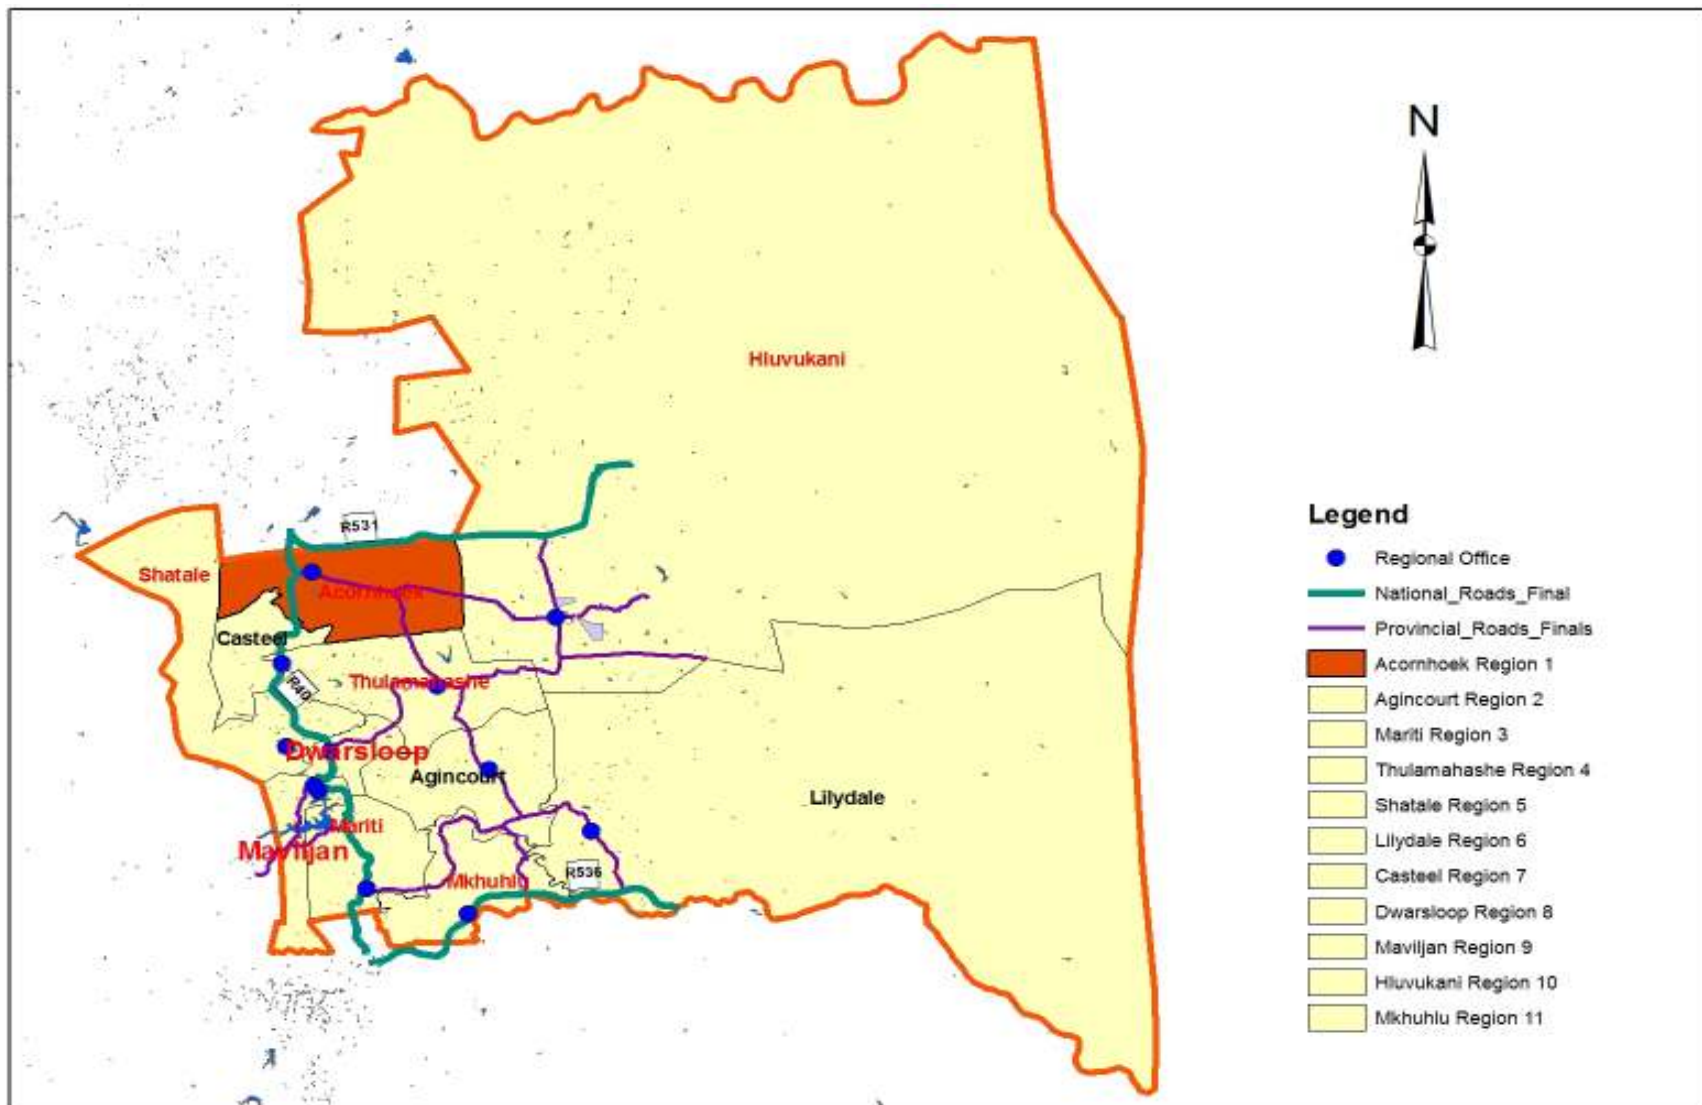 N
Hluvukani
R531
Shatale
Acornhoek
Casteel
R40
Thulamahashe
Dwarsloop
Agincourt
Lilydale
Mariti
Maviljan
Mkhuhlu
R536
Legend
Regional Office
National_Roads_Final
Provincial_Roads_Finals
Acornhoek Region 1
Agincourt Region 2
Mariti Region 3
Thulamahashe Region 4
Shatale Region 5
Lilydale Region 6
Casteel Region 7
Dwarsloop Region 8
Maviljan Region 9
Hluvukani Region 10
Mkhuhlu Region 11